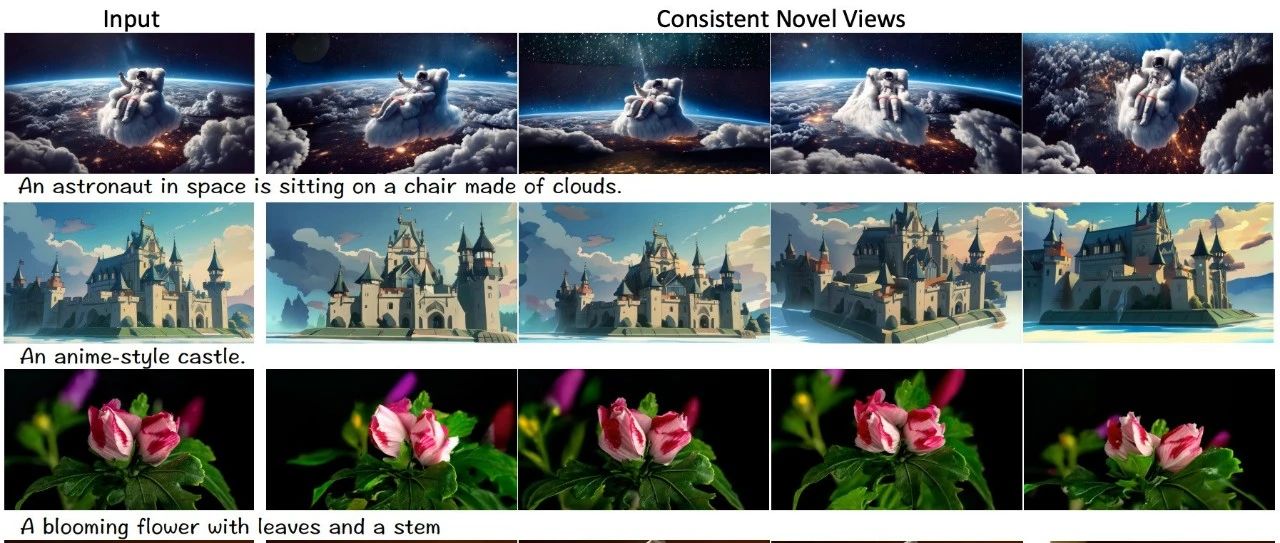 Input
Consistent Novel Views
An astronaut in space is sitting on a chair made of clouds.
An anime-style castle.
A blooming flower with leaves and a stem